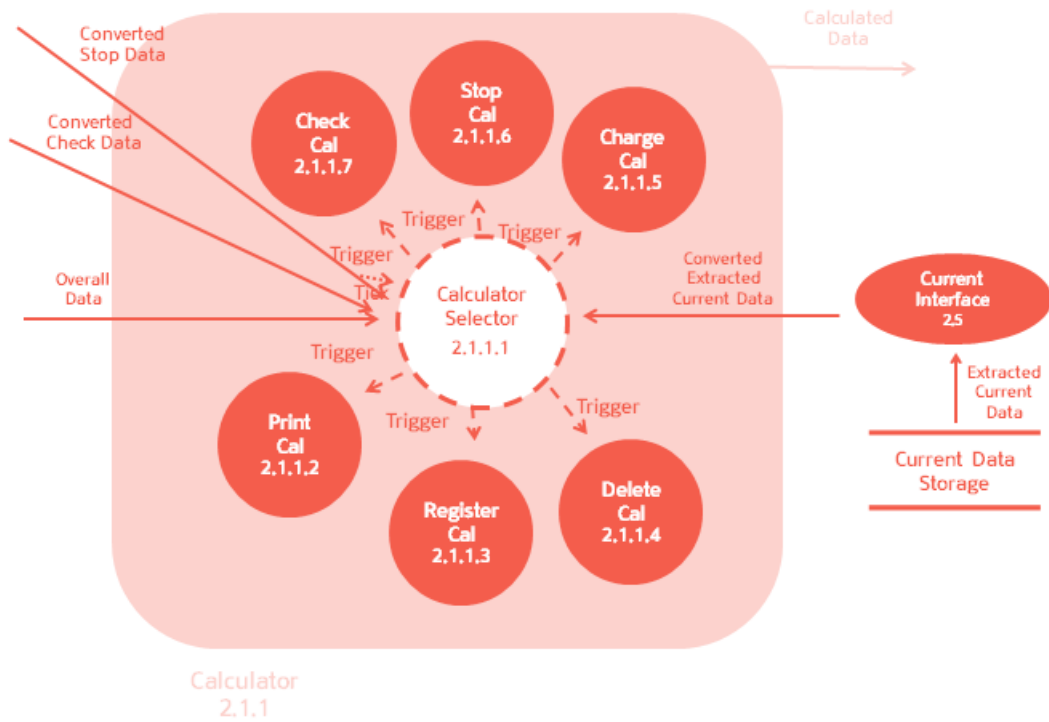 Converted
Stop Data
Calculated
Data
Stop
Cal
2.1.1.6
Check
Cal
2.1.1.7
Charge
Cal
2.1.1.5
Converted
Check Data
Trigger
Trigger
Trigger
Tick
Overall
Data
Converted
Extracted
Current Data
Current
Interface
2.5
Calculator
Selector
2.1.1.1
Trigger
Trigger
Trigger
Extracted
Current
Data
Print
Cal
2.1.1.2
Current Data
Storage
Register
Cal
2.1.1.3
Delete
Cal
2.1.1.4
Calculator
2.1.1